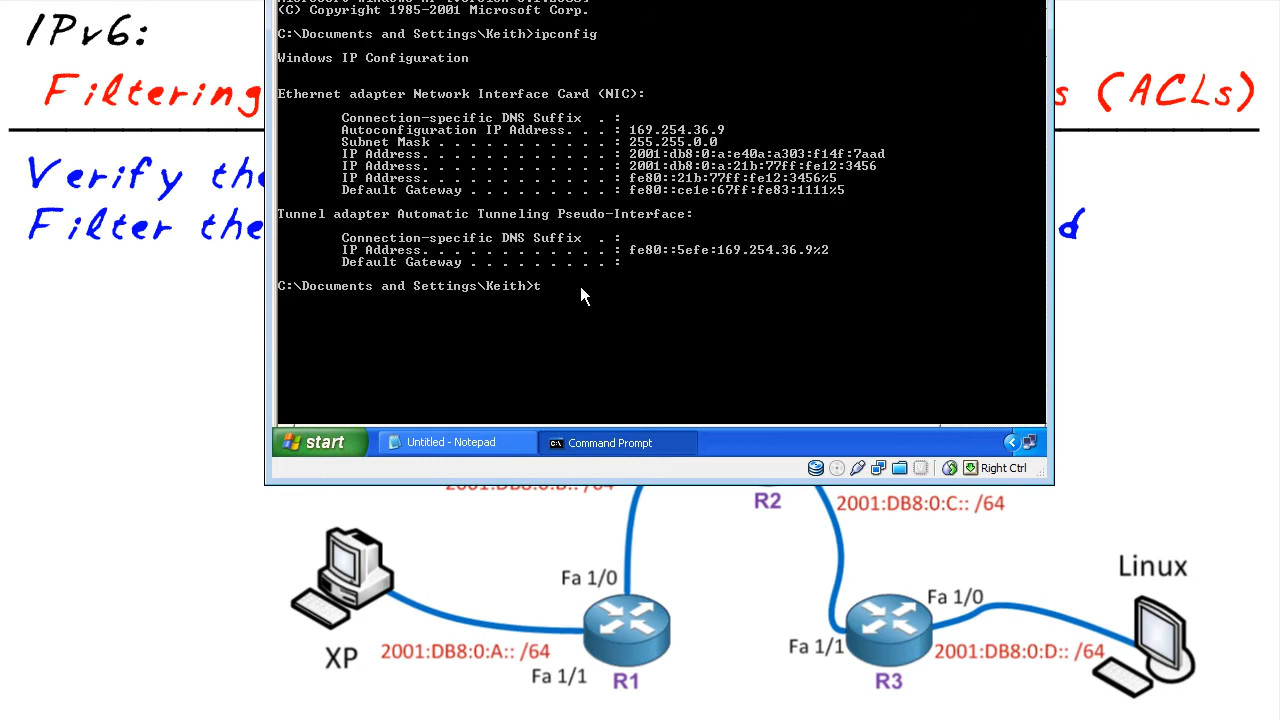 IPv6:
Filtering
s (ACLs)
Verify the
Filter the
d
(C) Copyright 1985-2001 Microsoft Corp.
C:\Documents and Settings\Keith>ipconfig
Windows IP Configuration
Ethernet adapter Network Interface Card (NIC):
Connection-specific DNS Suffix . :
Autoconfiguration IP Address. . . : 169.254.36.9
Subnet Mask . . . . . . . . . . . : 255.255.0.0
IP Address. . . . . . . . . . . . : 2001:db8:0:a:e40a:a303:f14f:7aad
IP Address. . . . . . . . . . . . : 2001:db8:0:a:21b:77ff:fe12:3456
IP Address. . . . . . . . . . . . : fe80::21b:77ff:fe12:3456%5
Default Gateway . . . . . . . . . : fe80::ce1e:67ff:fe83:1111%5
Tunnel adapter Automatic Tunneling Pseudo-Interface:
Connection-specific DNS Suffix . :
IP Address. . . . . . . . . . . . : fe80::5efe:169.254.36.9%2
Default Gateway . . . . . . . . . :
C:\Documents and Settings\Keith>t
start
Untitled - Notepad
Command Prompt
Right Ctrl
R2
2001:DB8:0:C:: /64
Linux
Fa 1/0
Fa 1/0
XP
2001:DB8:0:A:: /64
Fa 1/1
R1
Fa 1/1
2001:DB8:0:D:: /64
R3